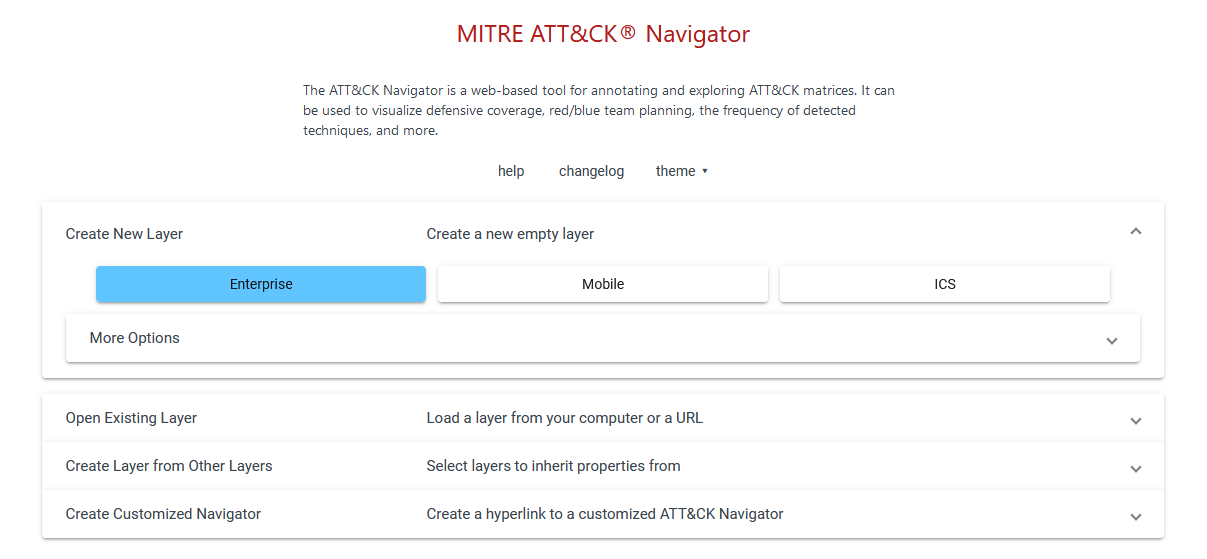 MITRE ATT&CK® Navigator
The ATT&CK Navigator is a web-based tool for annotating and exploring ATT&CK matrices. It can
be used to visualize defensive coverage, red/blue team planning, the frequency of detected
techniques, and more.
help changelog theme ▾
Create New Layer Create a new empty layer
Enterprise Mobile ICS
More Options
Open Existing Layer Load a layer from your computer or a URL
Create Layer from Other Layers Select layers to inherit properties from
Create Customized Navigator Create a hyperlink to a customized ATT&CK Navigator